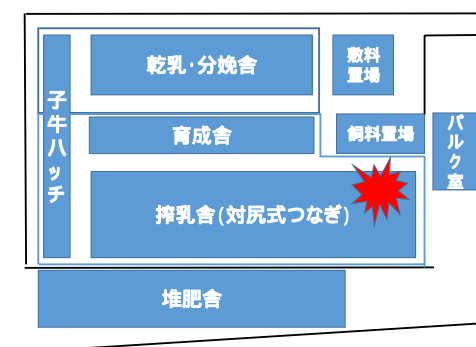 乾乳・分娩舎
敷料
置場
子牛ハッチ
育成舎
飼料置場
バルク室
搾乳舎(対尻式つなぎ)
堆肥舎